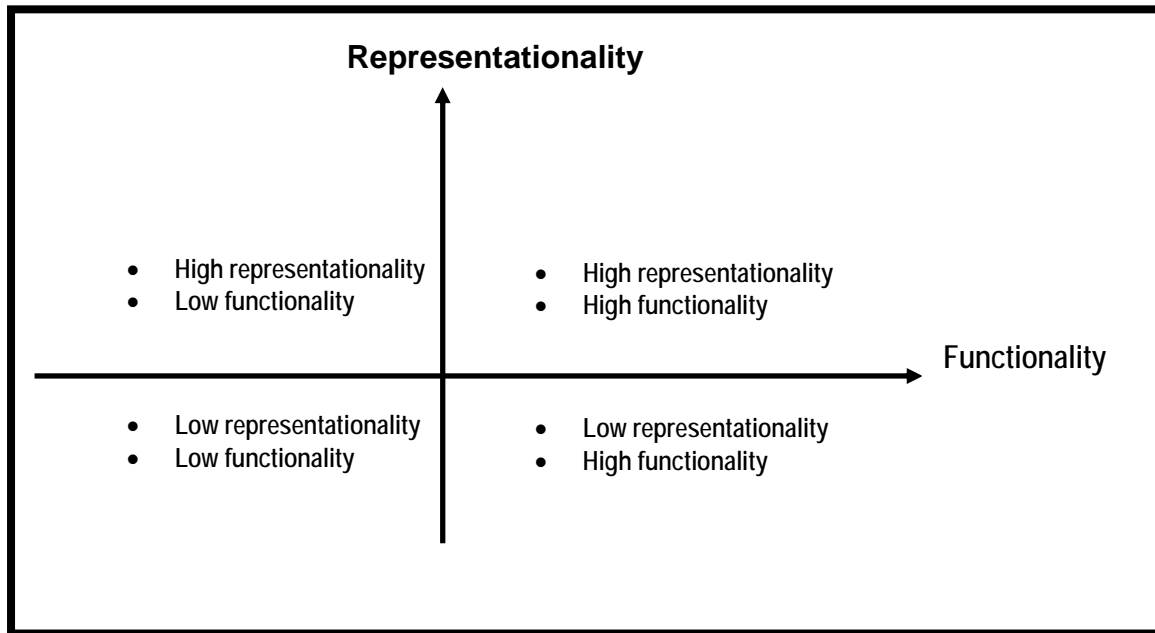 Representationality
• High representationality
• Low functionality
• High representationality
• High functionality
Functionality
• Low representationality
• Low functionality
• Low representationality
• High functionality